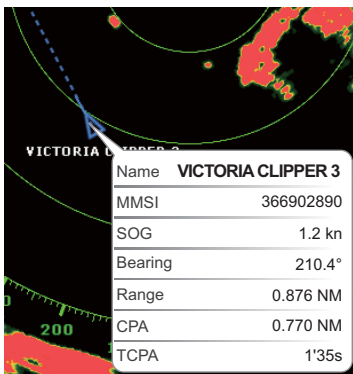 VICTORIA CLIPPER 3
Name VICTORIA CLIPPER 3
MMSI 366902890
SOG 1.2 kn
Bearing 210.4°
Range 0.876 NM
CPA 0.770 NM
TCPA 1'35s
200